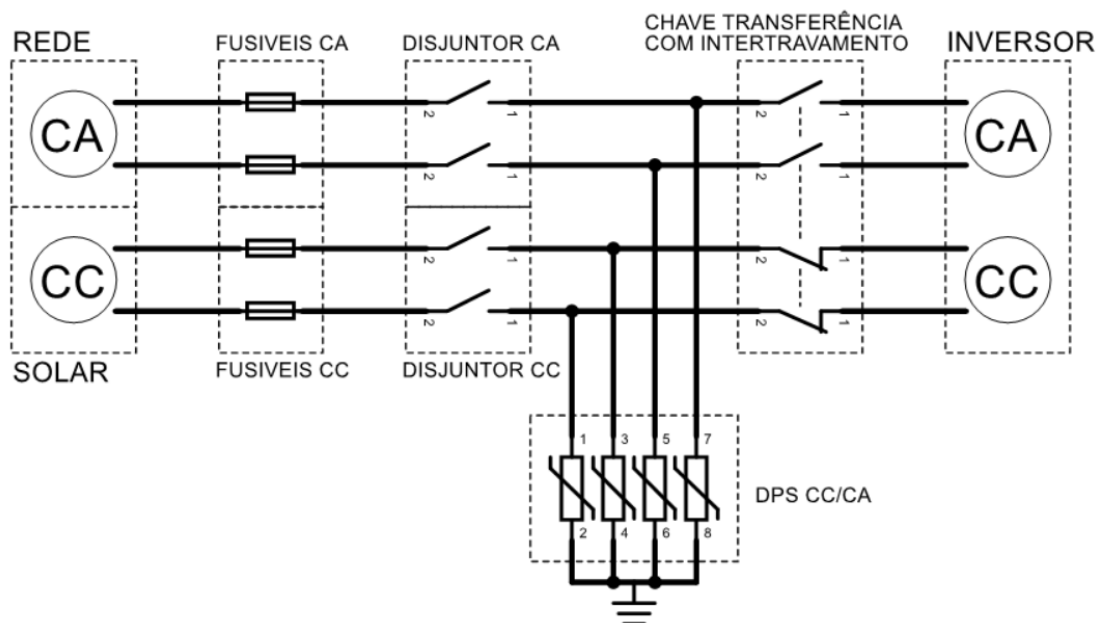 REDE
FUSIVEIS CA
DISJUNTOR CA
CHAVE TRANSFERÊNCIA
COM INTERTRAVAMENTO
INVERSOR
CA
2
1
2
1
CA
2
1
2
1
CC
2
1
2
1
CC
2
1
2
1
SOLAR
FUSIVEIS CC
DISJUNTOR CC
1
3
5
7
DPS CC/CA
2
4
6
8